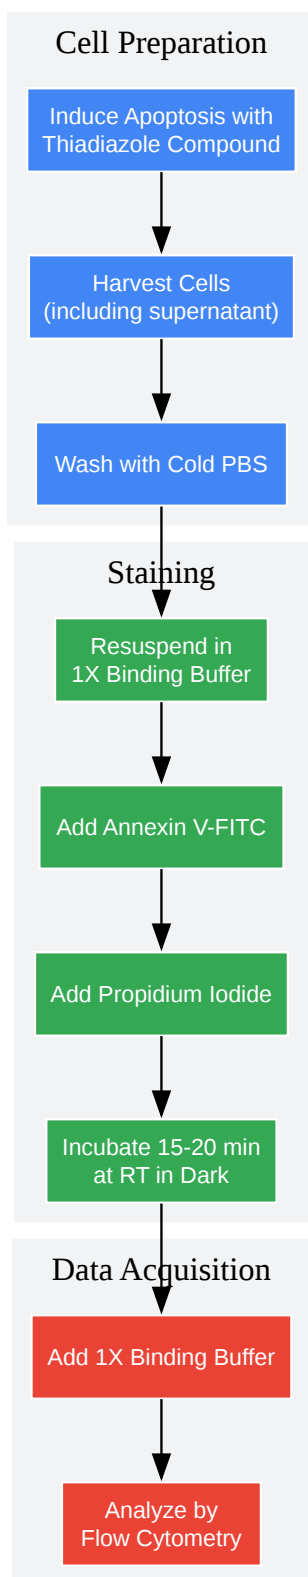 Cell Preparation
Induce Apoptosis with
Thiadiazole Compound
Harvest Cells
(including supernatant)
Wash with Cold PBS
Staining
Resuspend in
1X Binding Buffer
Add Annexin V-FITC
Add Propidium Iodide
Incubate 15-20 min
at RT in Dark
Data Acquisition
Add 1X Binding Buffer
Analyze by
Flow Cytometry